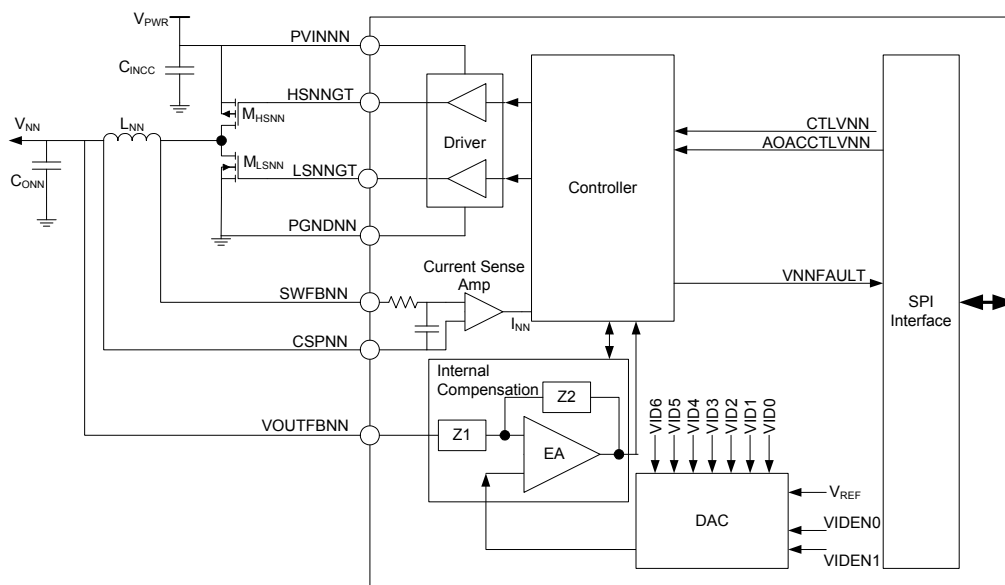 VPWR
PVINNN
CINCC
HSNNGT
MHSNN
Driver
VNN
LNN
MLSNN
LSNNGT
CONN
PGNDNN
Controller
CTLVNN
AOACCTLVNN
VNNFAULT
SPI
Interface
Current Sense
Amp
SWFBNN
INN
CSPNN
Internal
Compensation
Z2
VOUTFBNN
Z1
EA
VID6
VID5
VID4
VID3
VID2
VID1
VID0
DAC
VREF
VIDEN0
VIDEN1